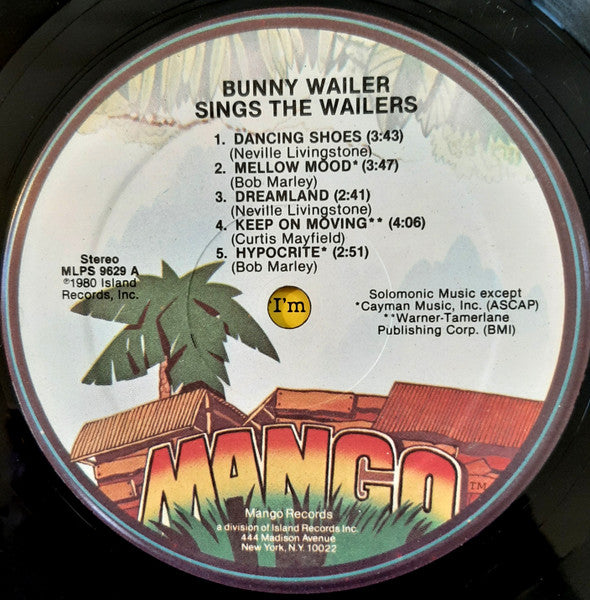 BUNNY WAILER
SINGS THE WAILERS
1. DANCING SHOES (3:43)
(Neville Livingstone)
2. MELLOW MOOD* (3:47)
(Bob Marley)
3. DREAMLAND (2:41)
(Neville Livingstone)
4. KEEP ON MOVING** (4:06)
(Curtis Mayfield)
5. HYPOCRITE* (2:51)
(Bob Marley)
Stereo
MLPS 9629 A
℗1980 Island
Records, Inc.
I'm
Solomonic Music except
*Cayman Music, Inc. (ASCAP)
**Warner-Tamerlane
Publishing Corp. (BMI)
MANGO TM
Mango Records
a division of Island Records Inc.
444 Madison Avenue
New York, N.Y. 10022